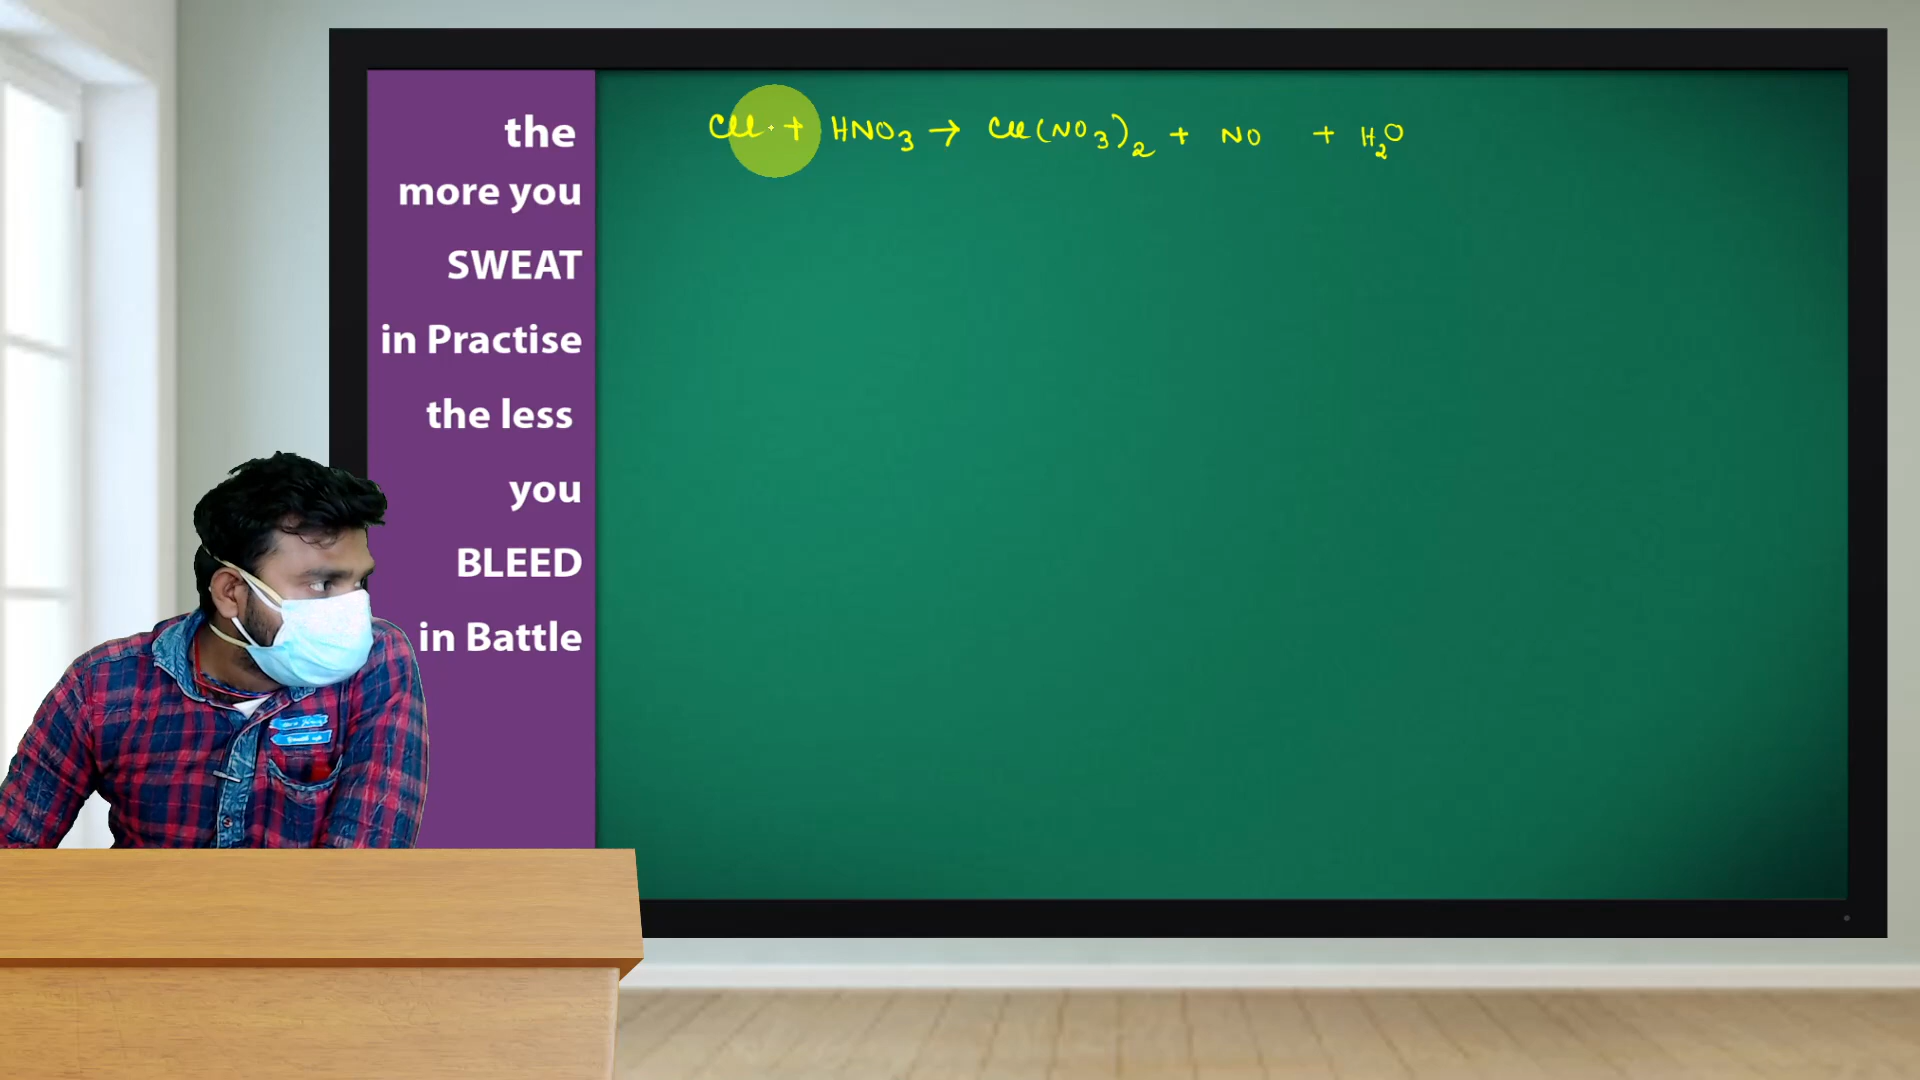 the
more you
SWEAT
in Practise
the less
you
BLEED
in Battle
Cu + HNO₃ → Cu(NO₃)₂ + NO + H₂O